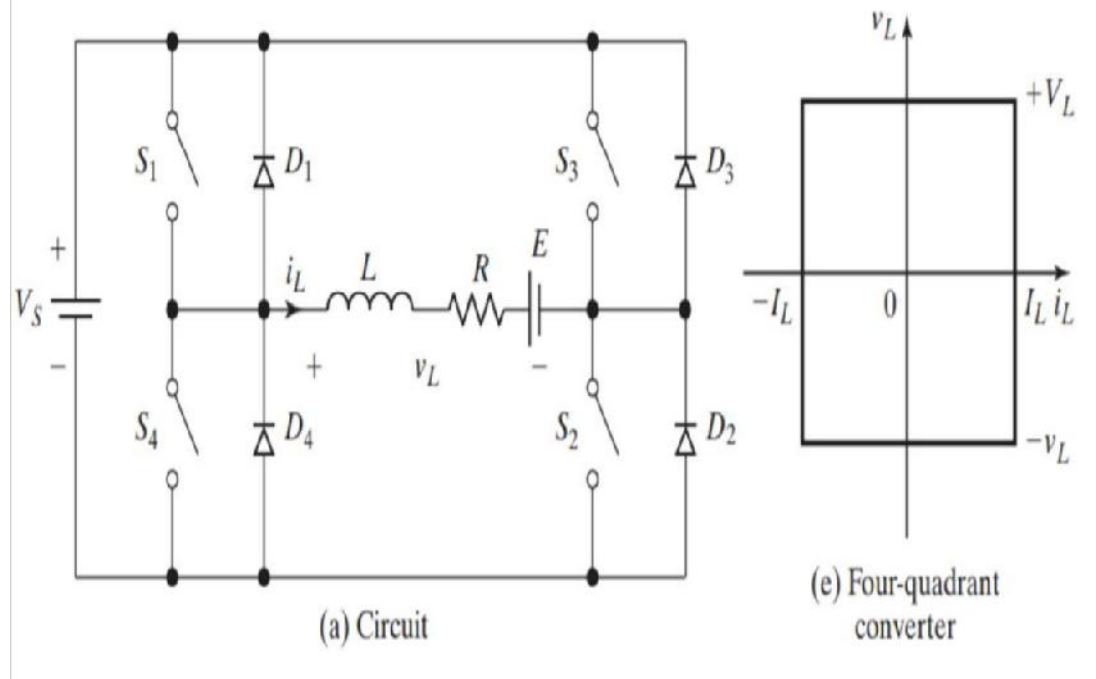 v_L
+V_L
S_1
D_1
S_3
D_3
+
V_S
−
i_L
L
R
E
+
v_L
−
−I_L
0
I_L i_L
S_4
D_4
S_2
D_2
−v_L
(a) Circuit
(e) Four-quadrant
converter